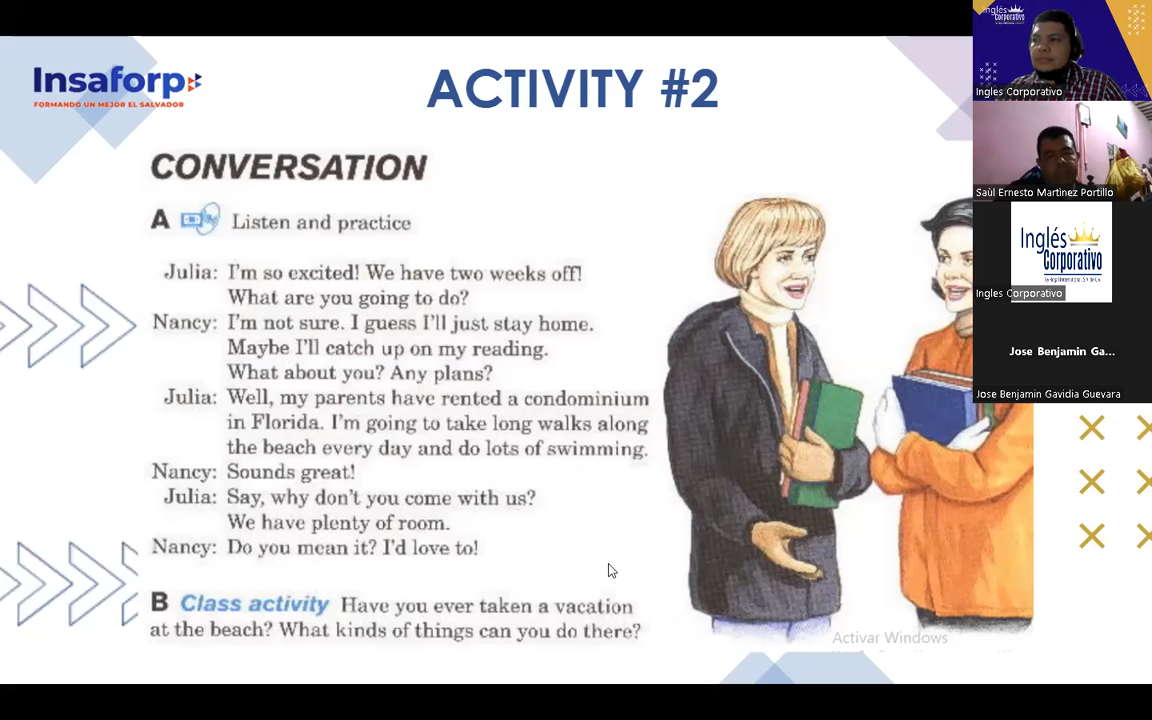 Insaforp
FORMANDO UN MEJOR EL SALVADOR
ACTIVITY #2
CONVERSATION
A Listen and practice
Julia: I'm so excited! We have two weeks off!
What are you going to do?
Nancy: I'm not sure. I guess I'll just stay home.
Maybe I'll catch up on my reading.
What about you? Any plans?
Julia: Well, my parents have rented a condominium
in Florida. I'm going to take long walks along
the beach every day and do lots of swimming.
Nancy: Sounds great!
Julia: Say, why don't you come with us?
We have plenty of room.
Nancy: Do you mean it? I'd love to!
B Class activity Have you ever taken a vacation
at the beach? What kinds of things can you do there?
Activar Windows
Inglés
Corporativo
Ingles Corporativo
Saùl Ernesto Martìnez Portillo
Inglés
Corporativo
Ingles Corporativo
Jose Benjamin Ga...
Jose Benjamin Gavidia Guevara